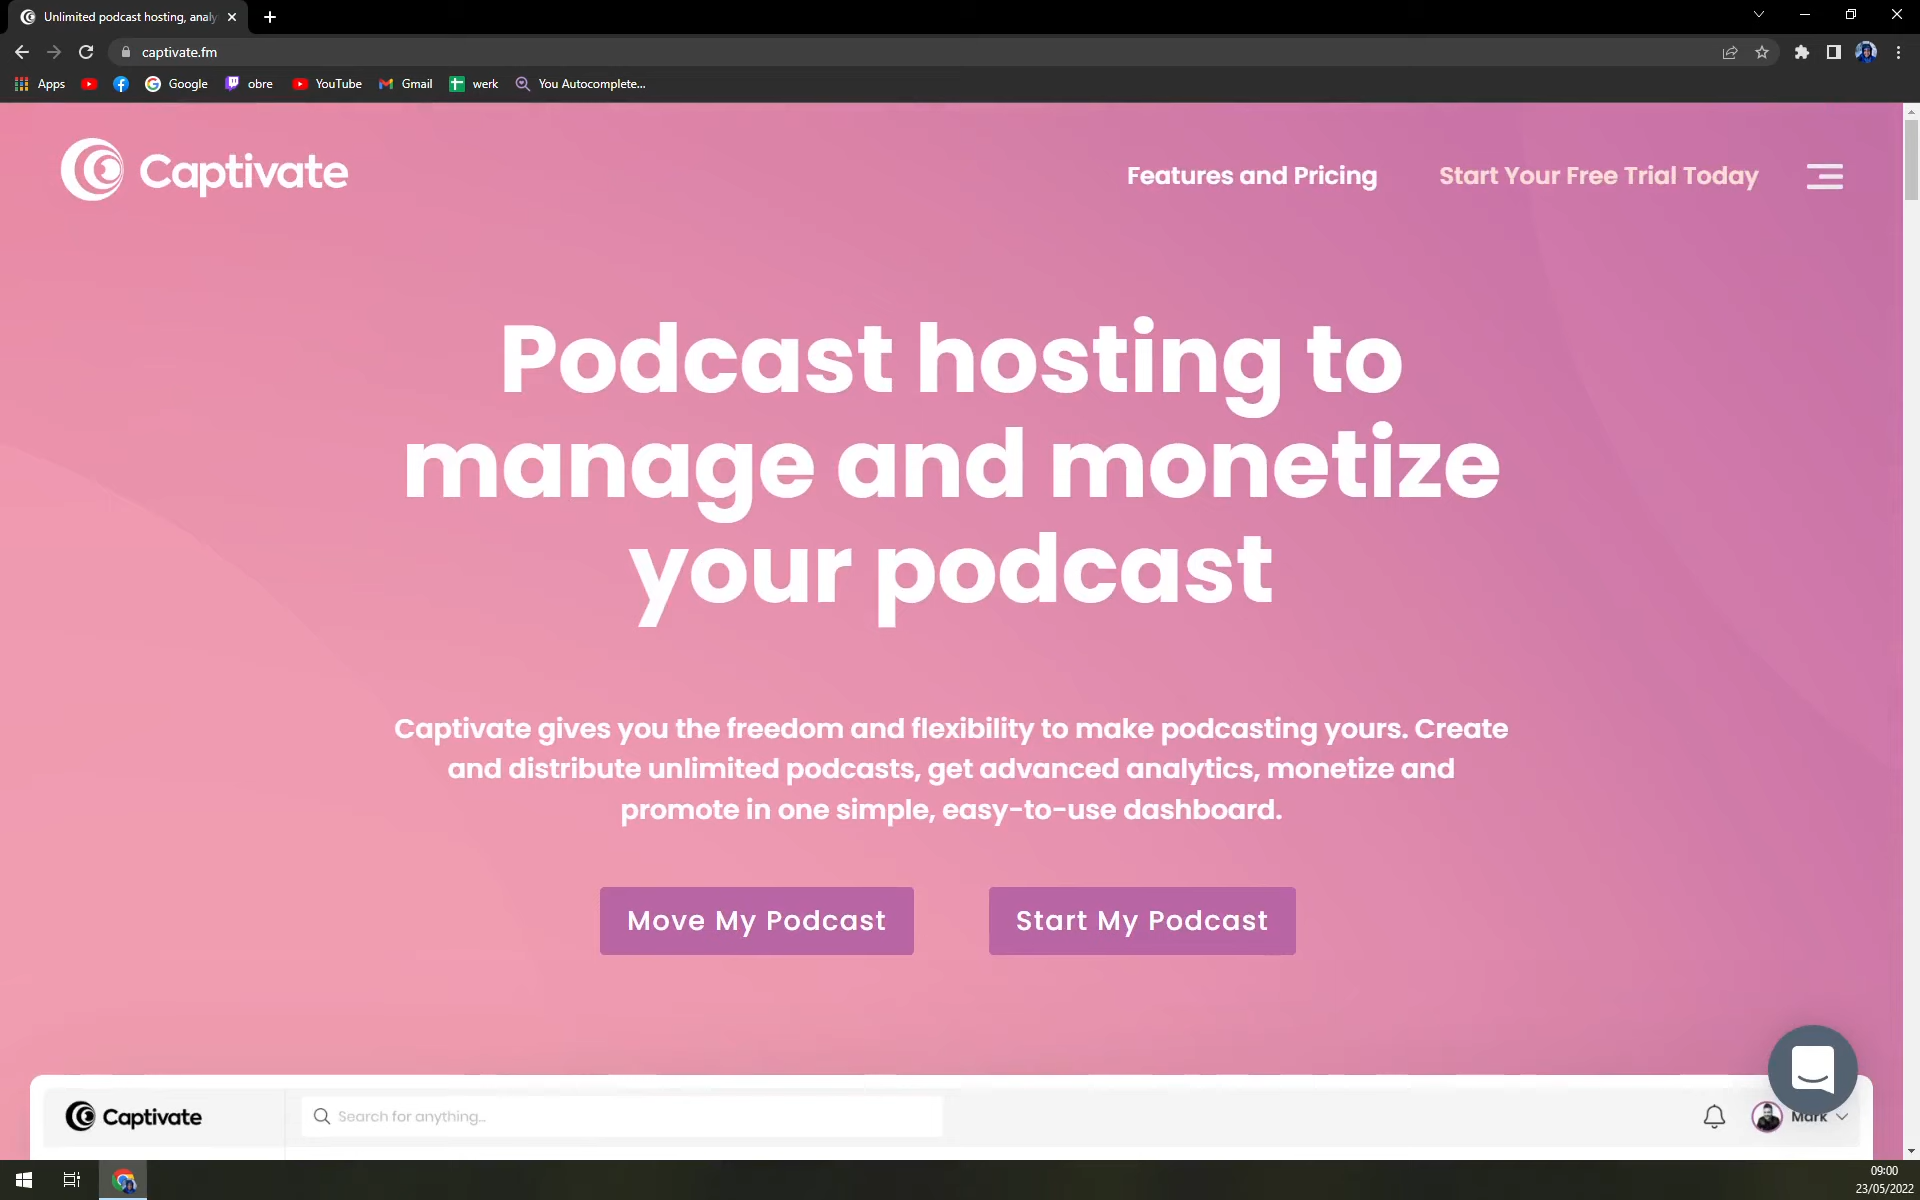 Unlimited podcast hosting, analy
captivate.fm
Apps
Google
obre
YouTube
Gmail
werk
You Autocomplete...
Captivate
Features and Pricing
Start Your Free Trial Today
Podcast hosting to
manage and monetize
your podcast
Captivate gives you the freedom and flexibility to make podcasting yours. Create
and distribute unlimited podcasts, get advanced analytics, monetize and
promote in one simple, easy-to-use dashboard.
Move My Podcast
Start My Podcast
Captivate
Search for anything..
Mark
09:00
23/05/2022